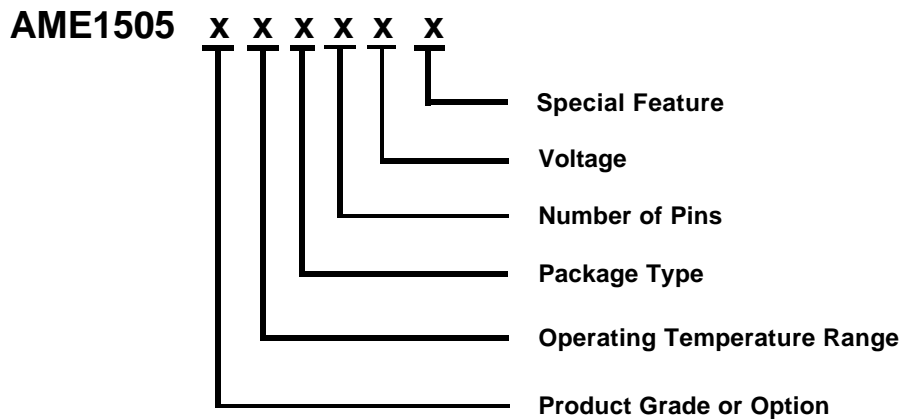 AME1505 x x x x x x
Special Feature
Voltage
Number of Pins
Package Type
Operating Temperature Range
Product Grade or Option